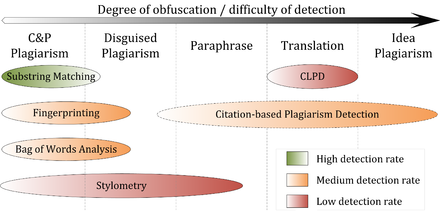 Degree of obfuscation / difficulty of detection
C&P
Plagiarism
Disguised
Plagiarism
Paraphrase
Translation
Idea
Plagiarism
Substring Matching
CLPD
Fingerprinting
Citation-based Plagiarism Detection
Bag of Words Analysis
Stylometry
High detection rate
Medium detection rate
Low detection rate